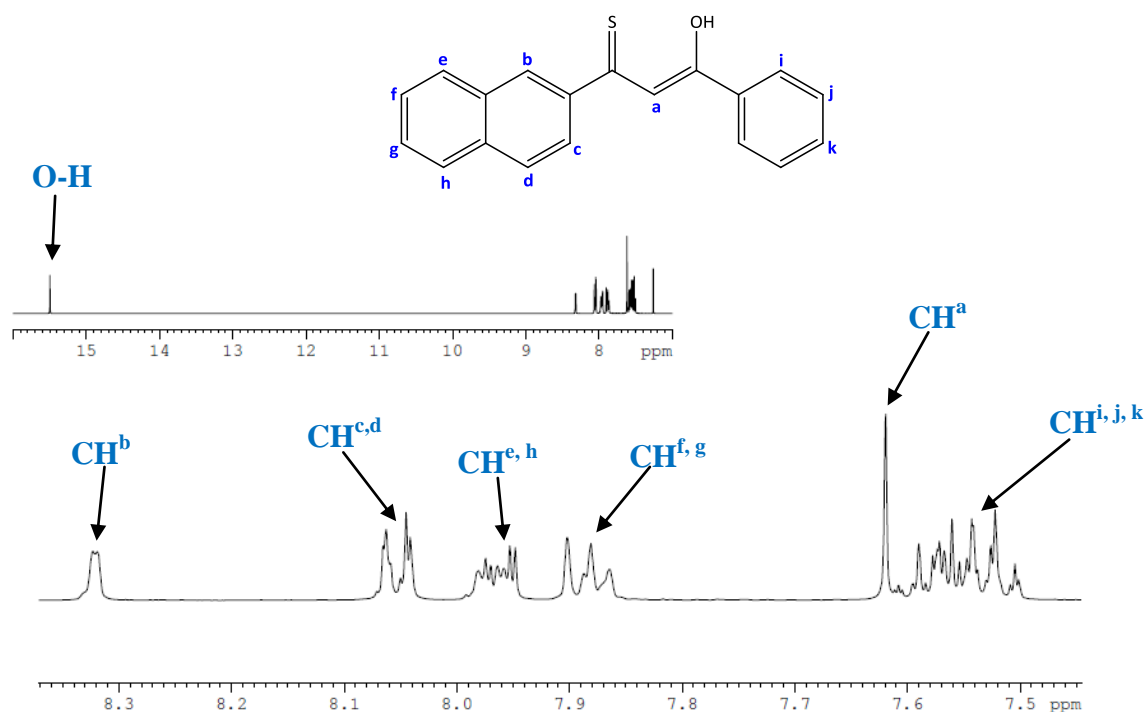 S
OH
e
b
i
f
a
j
g
c
k
h
d
O-H
15 14 13 12 11 10 9 8 ppm
CHᵃ
CHᵇ
CHᶜ,ᵈ
CHᵉ, ʰ
CHᶠ, ᵍ
CHⁱ, ʲ, ᵏ
8.3 8.2 8.1 8.0 7.9 7.8 7.7 7.6 7.5 ppm